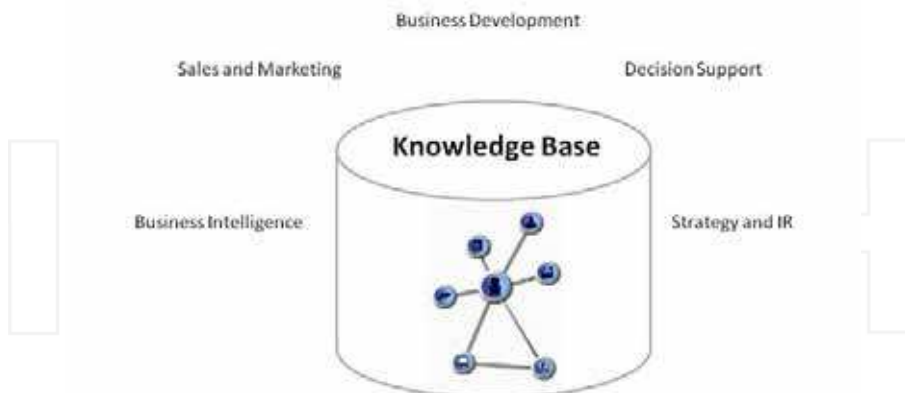 Business Development
Sales and Marketing
Decision Support
Knowledge Base
Business Intelligence
Strategy and IR